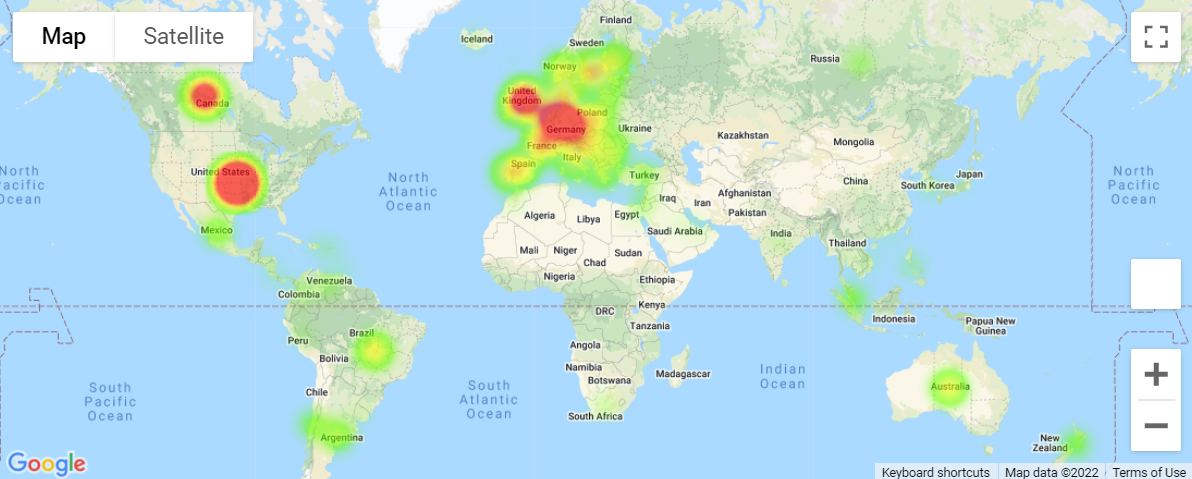 Map
Satellite
Finland
Iceland
Sweden
Norway
Russia
United
Kingdom
Canada
Poland
Germany
Ukraine
Kazakhstan
Mongolia
France
Italy
Spain
United States
Turkey
China
Japan
South Korea
North
Pacific
Ocean
North
Atlantic
Ocean
North
Pacific
Ocean
Afghanistan
Iraq
Iran
Pakistan
Algeria
Libya
Egypt
Mexico
Saudi Arabia
India
Thailand
Mali
Niger
Sudan
Chad
Nigeria
Ethiopia
Venezuela
Colombia
Kenya
DRC
Indonesia
Papua New
Guinea
Tanzania
Brazil
Peru
Angola
Bolivia
Namibia
Botswana
Madagascar
Indian
Ocean
South
Pacific
Ocean
South
Atlantic
Ocean
Chile
Australia
South Africa
Argentina
New
Zealand
Google
Keyboard shortcuts
Map data ©2022
Terms of Use